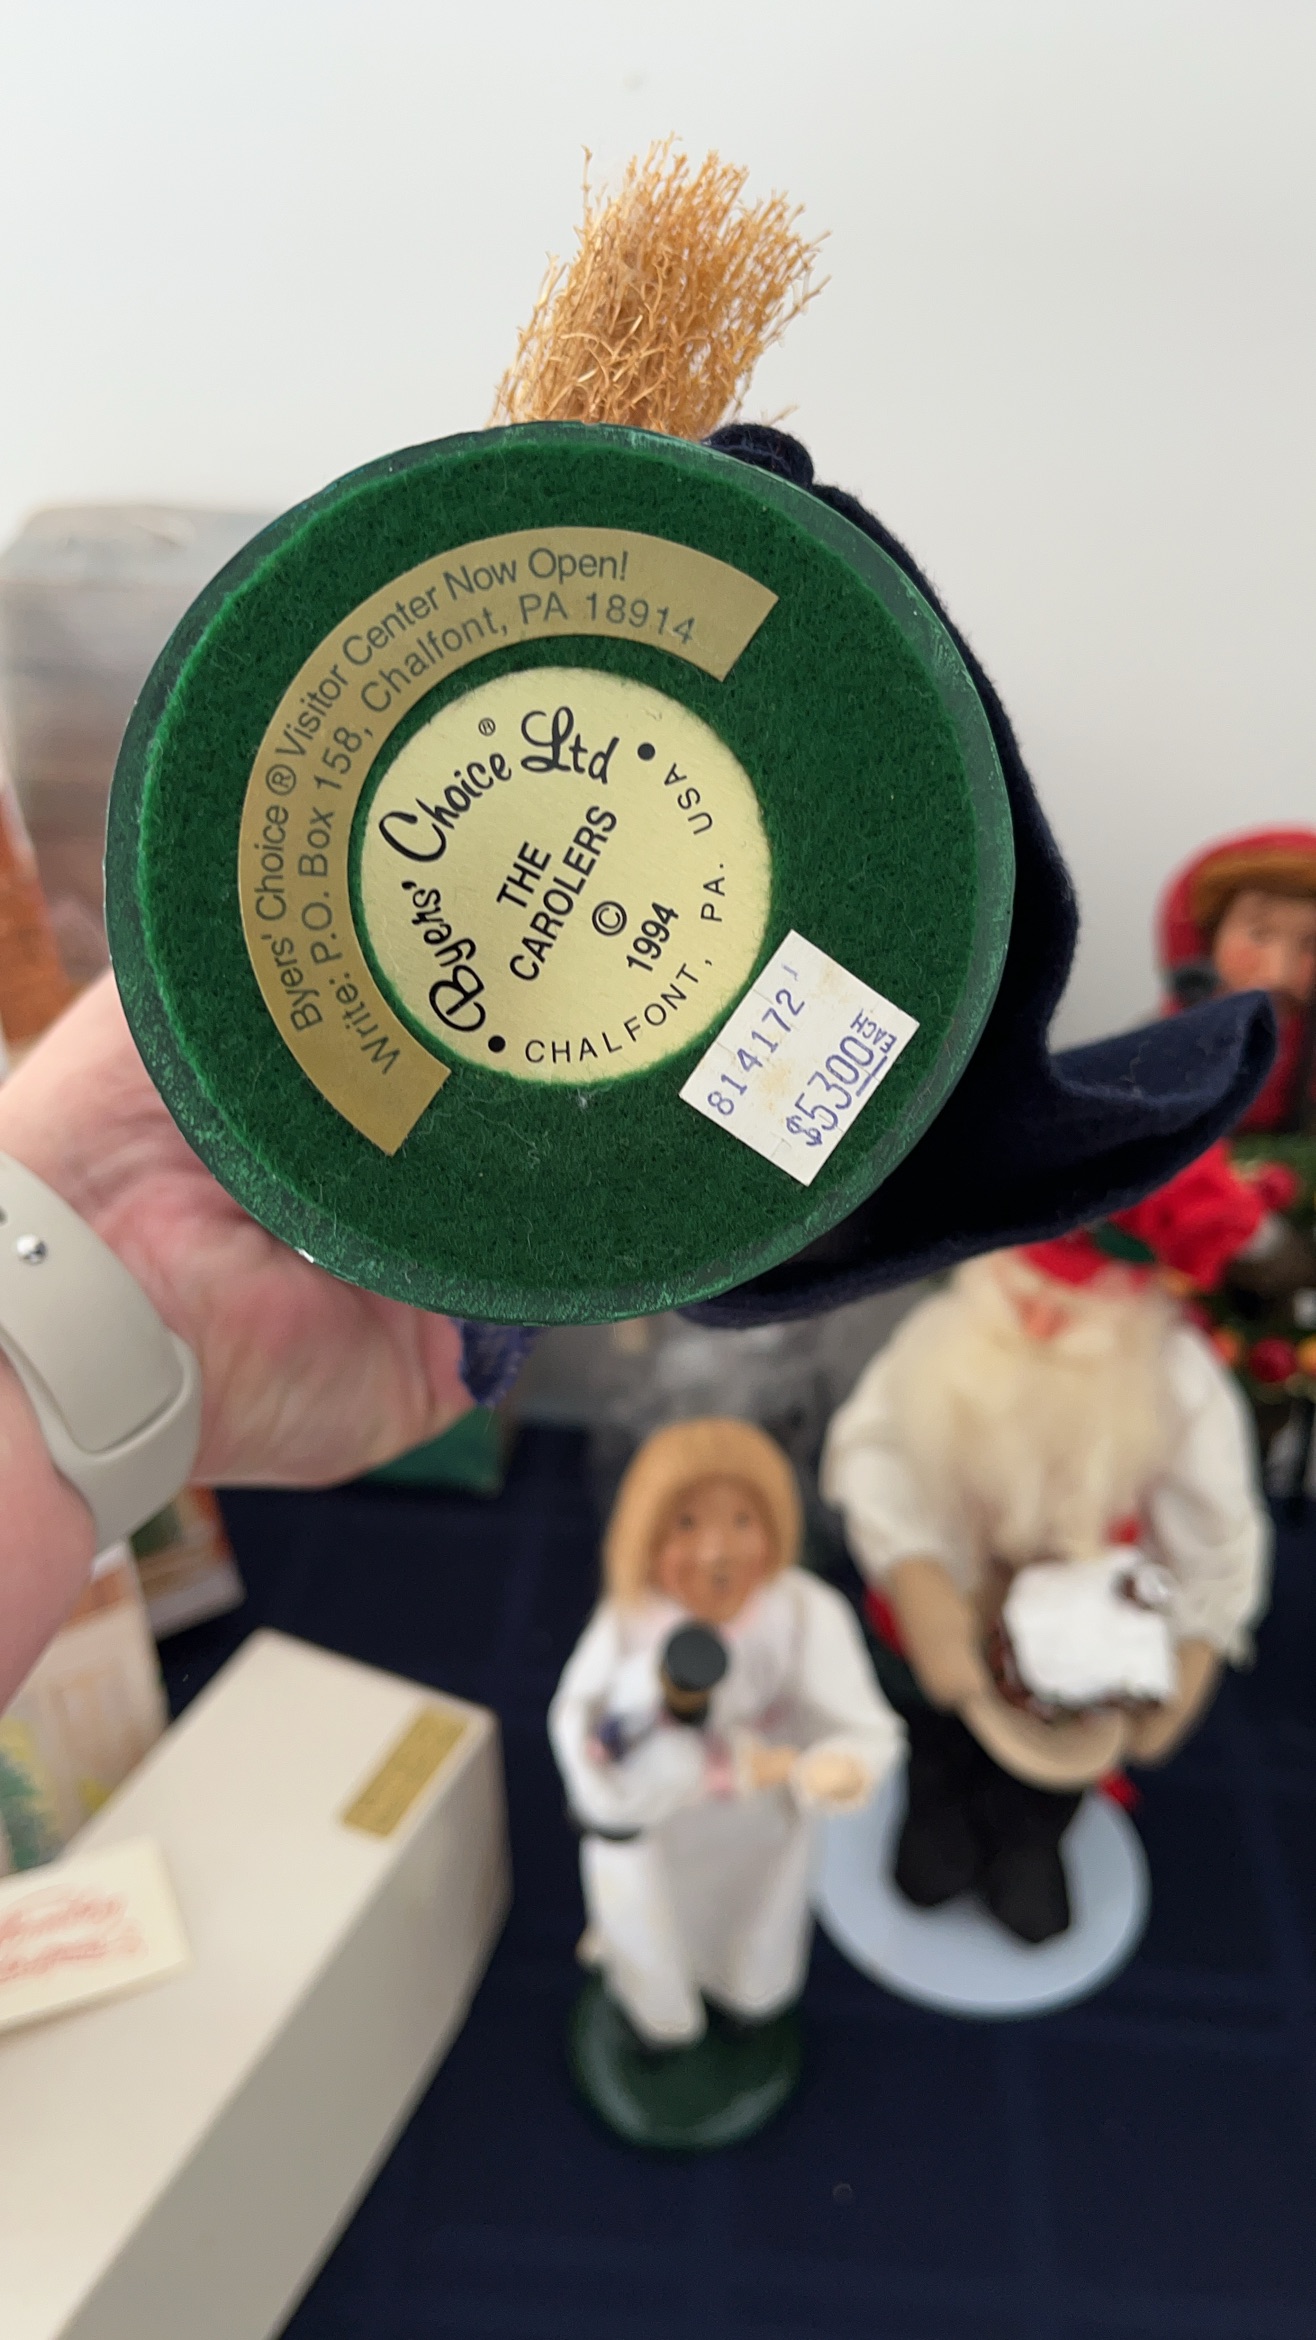 Byers' Choice ® Visitor Center Now Open!
Write: P.O. Box 158, Chalfont, PA 18914
Byers' Choice ® Ltd
THE
CAROLERS
©
1994
• CHALFONT, PA. USA •
814172
$5300